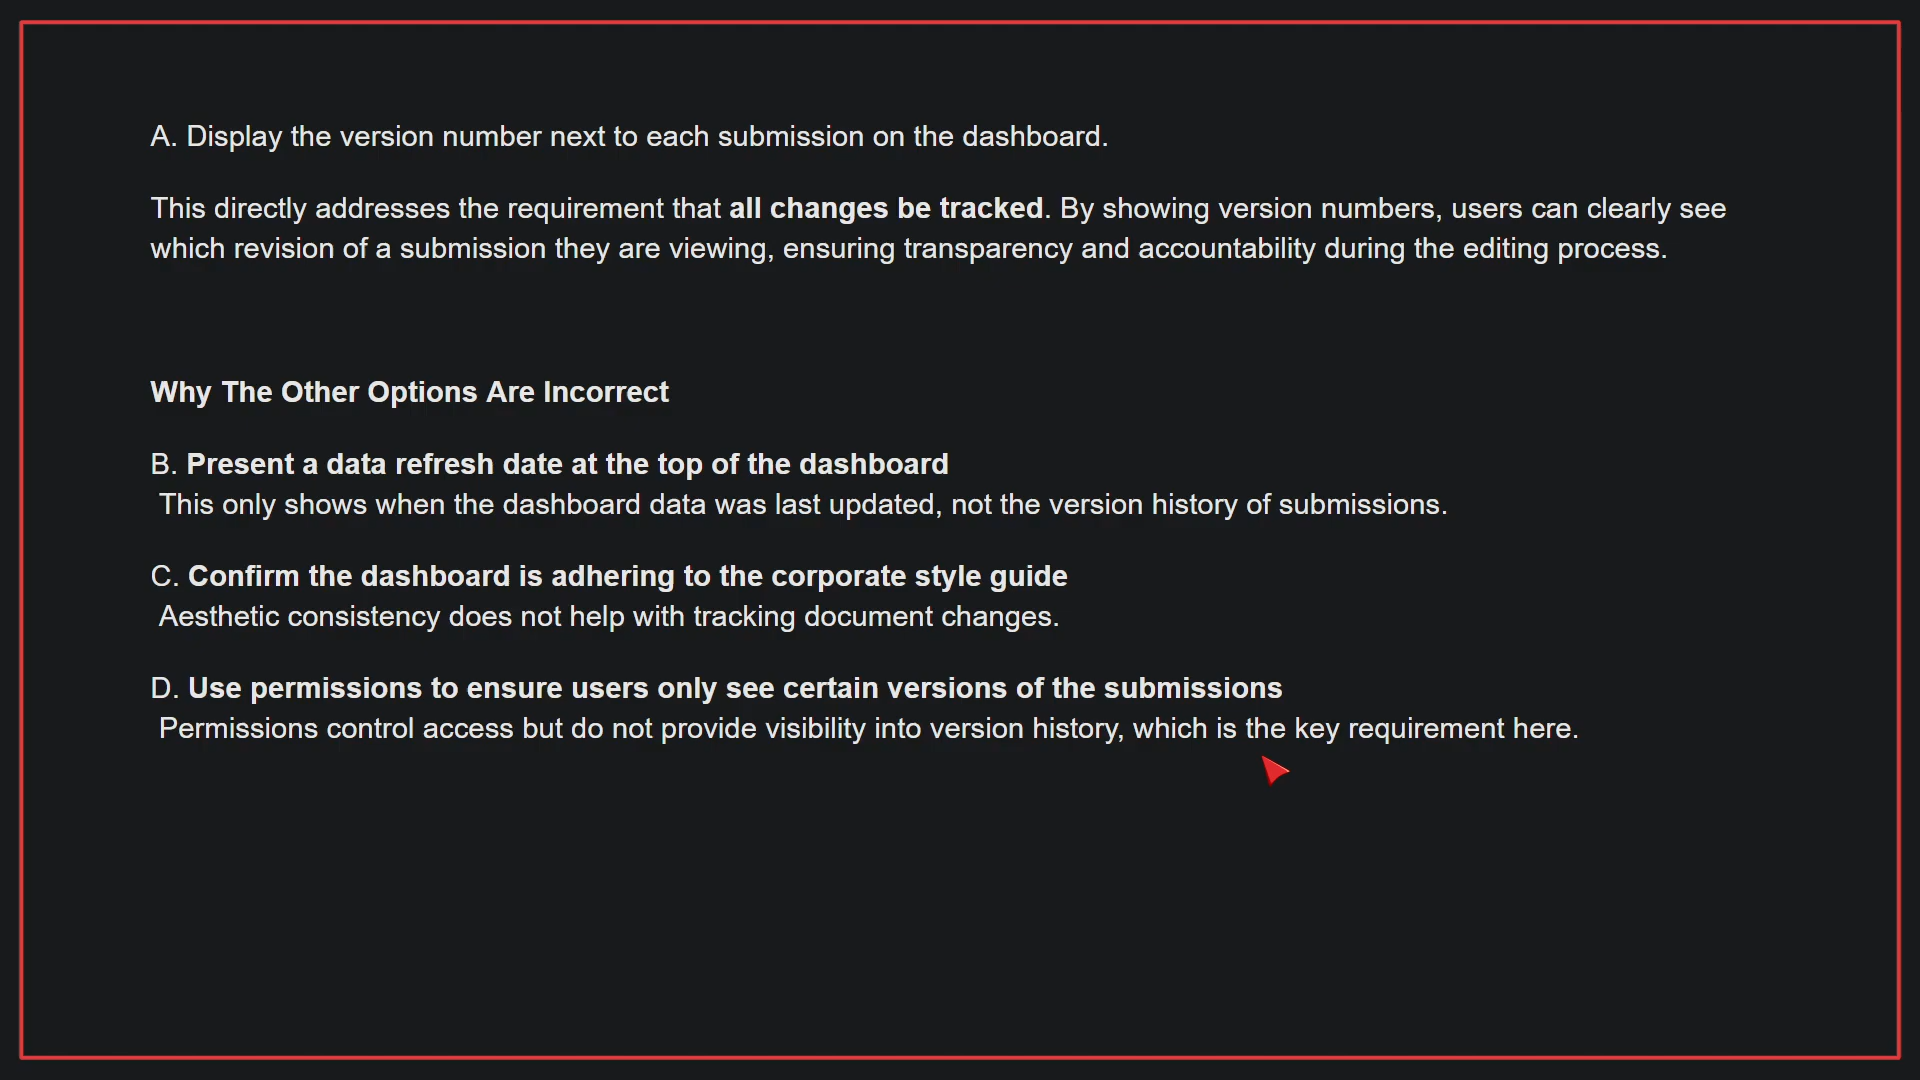 A. Display the version number next to each submission on the dashboard.
This directly addresses the requirement that all changes be tracked. By showing version numbers, users can clearly see
which revision of a submission they are viewing, ensuring transparency and accountability during the editing process.
Why The Other Options Are Incorrect
B. Present a data refresh date at the top of the dashboard
This only shows when the dashboard data was last updated, not the version history of submissions.
C. Confirm the dashboard is adhering to the corporate style guide
Aesthetic consistency does not help with tracking document changes.
D. Use permissions to ensure users only see certain versions of the submissions
Permissions control access but do not provide visibility into version history, which is the key requirement here.